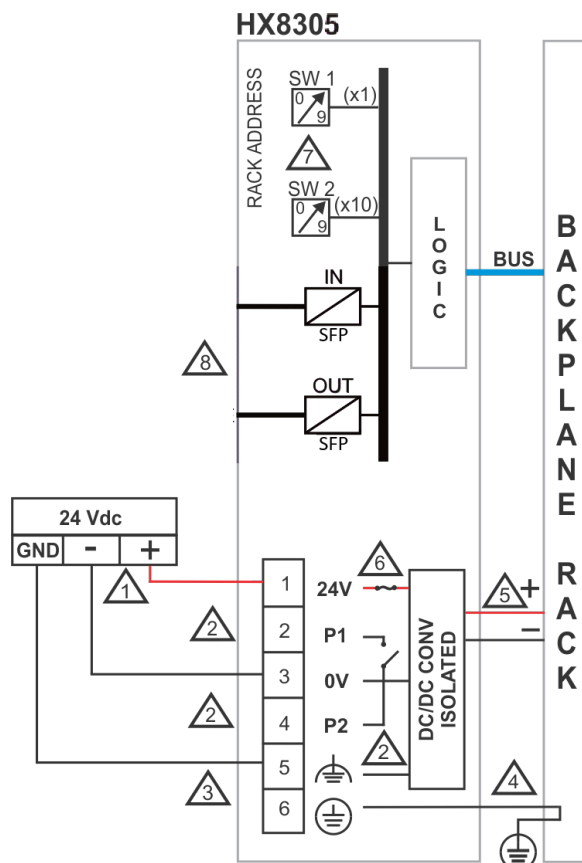 HX8305
RACK ADDRESS
SW 1
0
9
(x1)
7
SW 2
0
9
(x10)
LOGIC
BUS
BACKPLANE RACK
IN
SFP
8
OUT
SFP
24 Vdc
GND - +
1
1 24V
6
2
2 P1
3 0V
2
4 P2
2
5
3
6
DC/DC CONV
ISOLATED
5
+
−
4